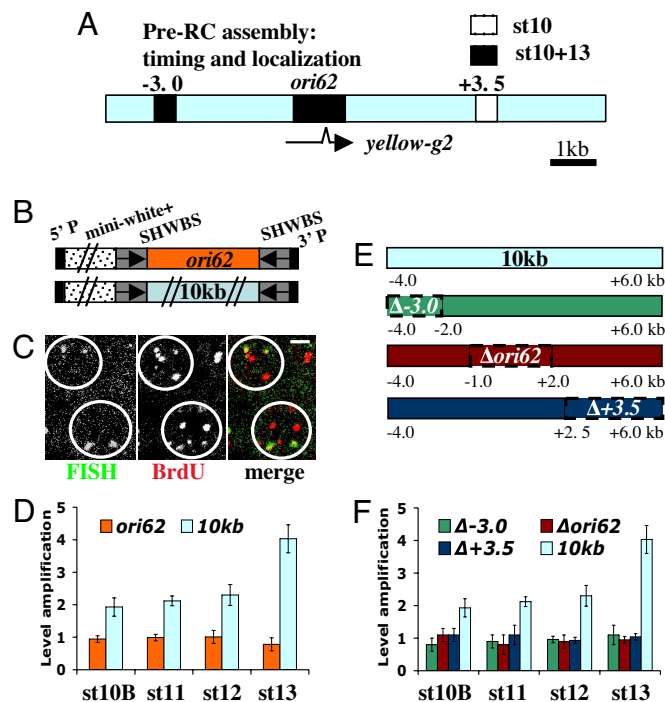 A
Pre-RC assembly:
timing and localization
st10
st10+13
-3. 0
ori62
+3. 5
yellow-g2
1kb
B
5' P
mini-white+
SHWBS
SHWBS
3' P
ori62
10kb
C
FISH
BrdU
merge
D
Level amplification
ori62
10kb
5
4
3
2
1
0
st10B st11 st12 st13
E
10kb
-4.0 +6.0 kb
Δ-3.0
-4.0 -2.0 +6.0 kb
Δori62
-4.0 -1.0 +2.0 +6.0 kb
Δ+3.5
-4.0 +2. 5 +6.0 kb
F
Level amplification
Δ-3.0 Δori62
Δ+3.5 10kb
5
4
3
2
1
0
st10B st11 st12 st13